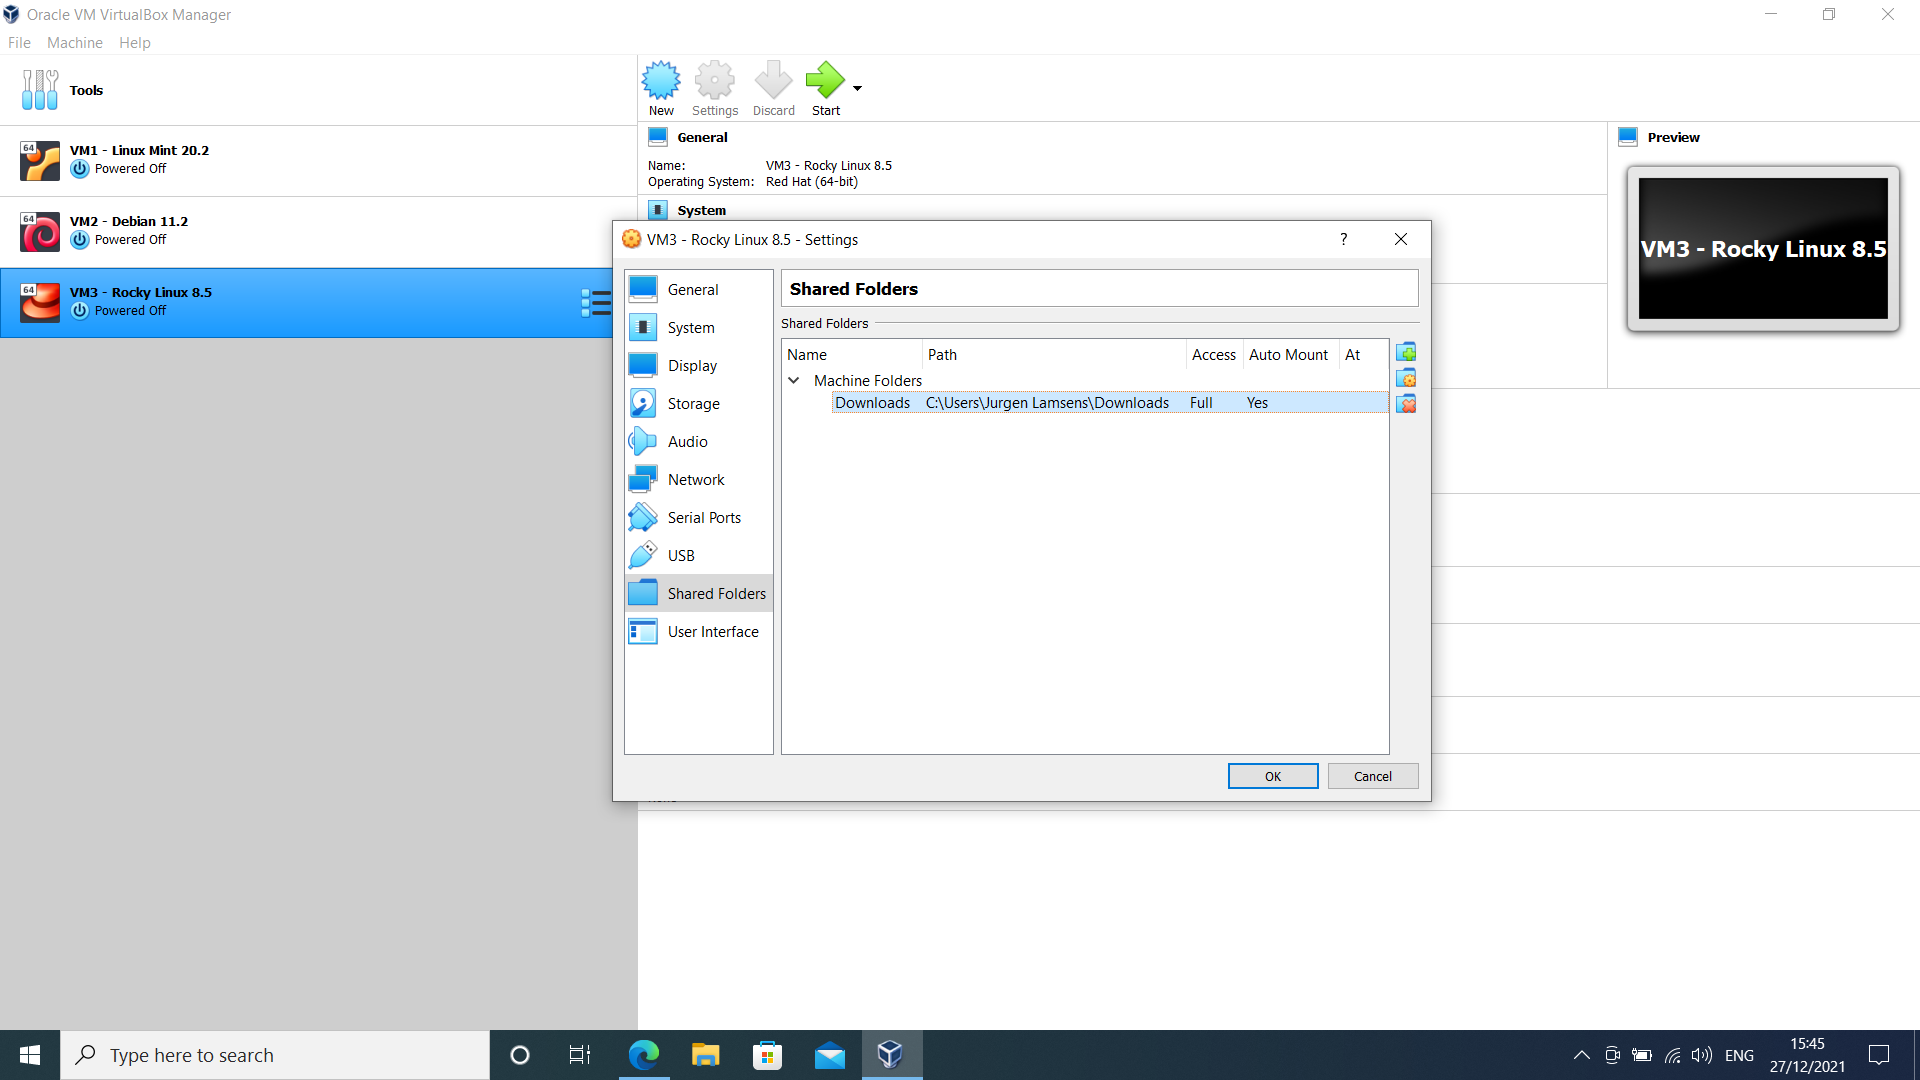 Oracle VM VirtualBox Manager
File Machine Help
Tools
64
VM1 - Linux Mint 20.2
Powered Off
64
VM2 - Debian 11.2
Powered Off
64
VM3 - Rocky Linux 8.5
Powered Off
New Settings Discard Start
General
Name: VM3 - Rocky Linux 8.5
Operating System: Red Hat (64-bit)
System
Preview
VM3 - Rocky Linux 8.5
VM3 - Rocky Linux 8.5 - Settings
?
General
System
Display
Storage
Audio
Network
Serial Ports
USB
Shared Folders
User Interface
Shared Folders
Shared Folders
Name Path Access Auto Mount At
Machine Folders
Downloads C:\Users\Jurgen Lamsens\Downloads Full Yes
OK Cancel
Type here to search
ENG
15:45
27/12/2021